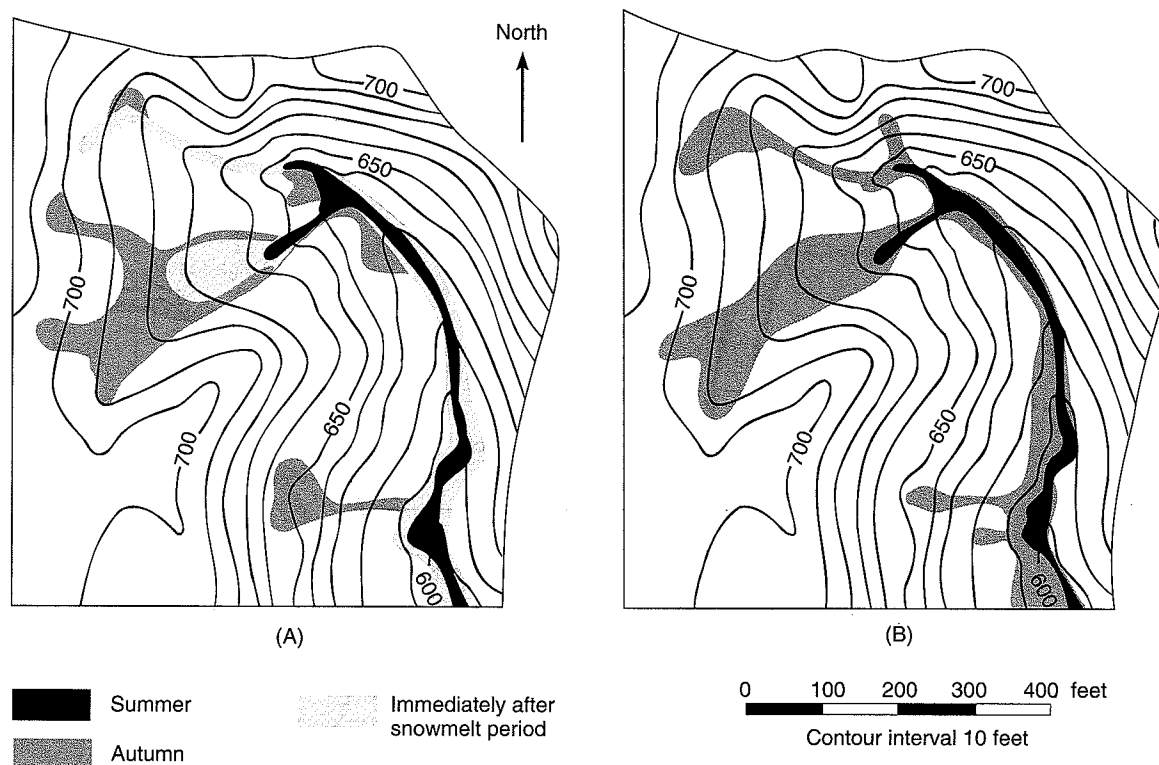 North
700
650
700
650
700
600
(A)
700
650
700
650
700
600
(B)
Summer
Autumn
Immediately after
snowmelt period
0 100 200 300 400 feet
Contour interval 10 feet